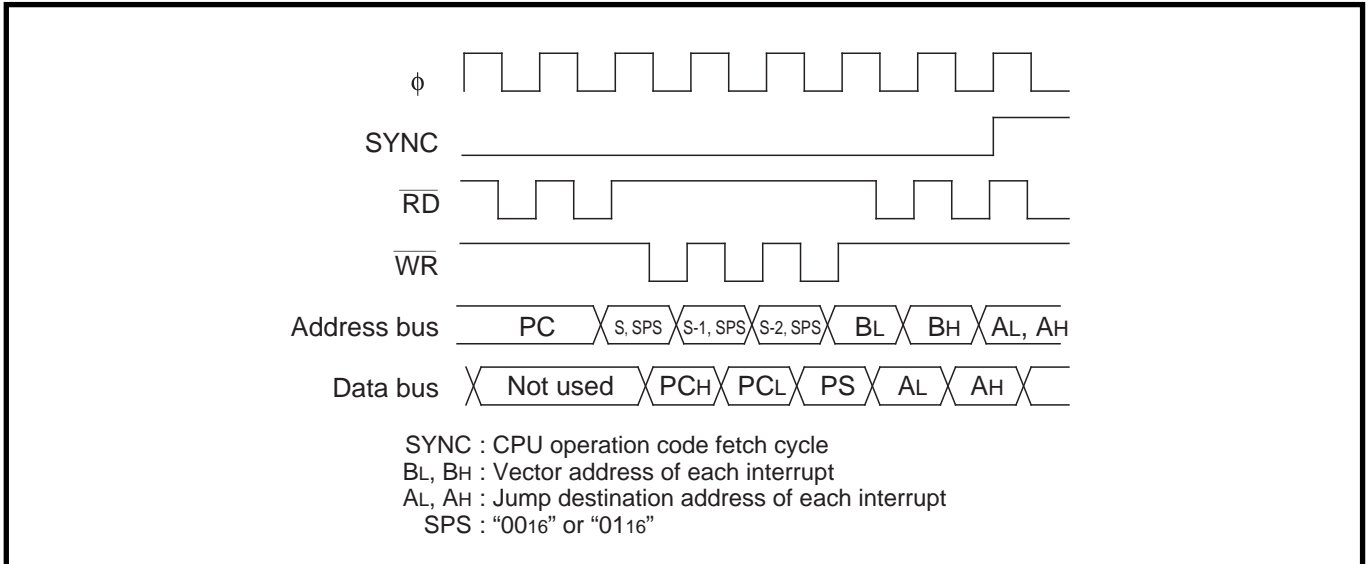 ϕ
SYNC
RD
WR
Address bus PC S, SPS S-1, SPS S-2, SPS BL BH AL, AH
Data bus Not used PCH PCL PS AL AH
SYNC : CPU operation code fetch cycle
BL, BH : Vector address of each interrupt
AL, AH : Jump destination address of each interrupt
SPS : “0016” or “0116”